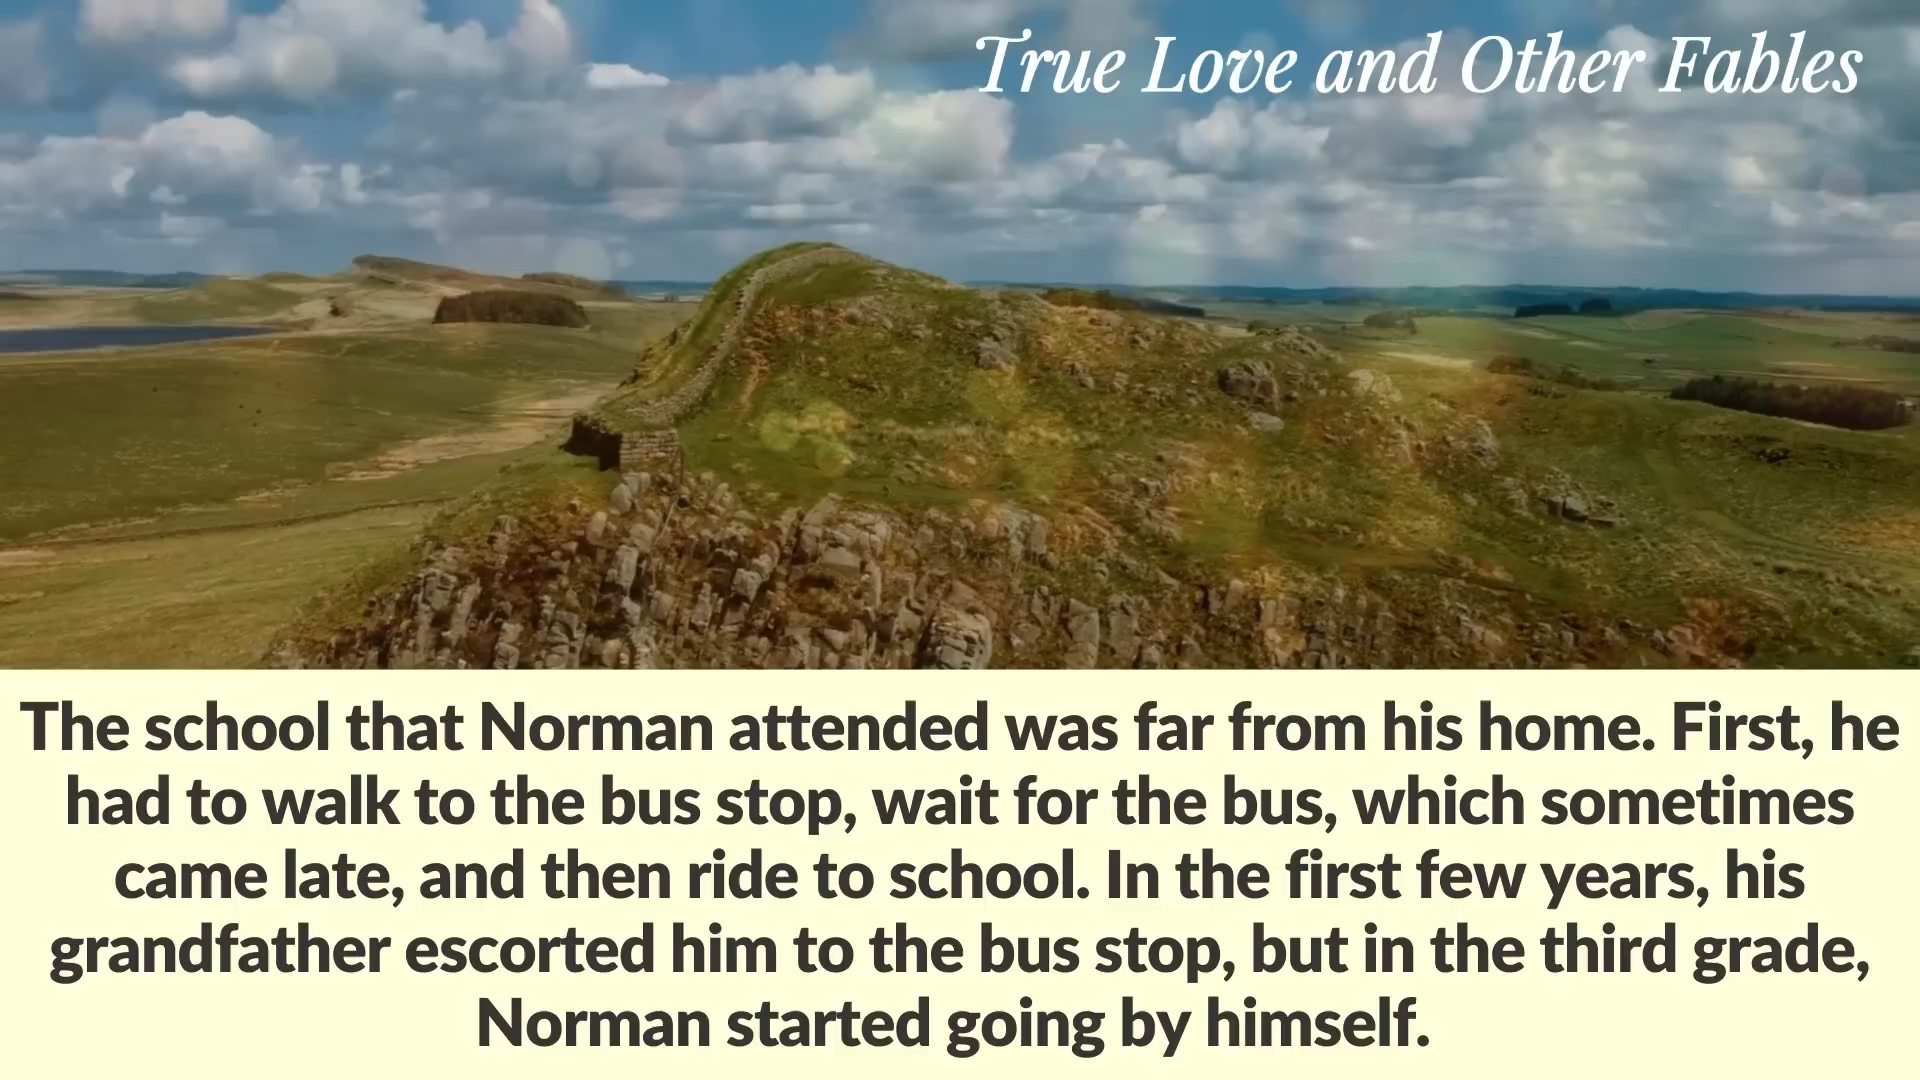 True Love and Other Fables
The school that Norman attended was far from his home. First, he
had to walk to the bus stop, wait for the bus, which sometimes
came late, and then ride to school. In the first few years, his
grandfather escorted him to the bus stop, but in the third grade,
Norman started going by himself.